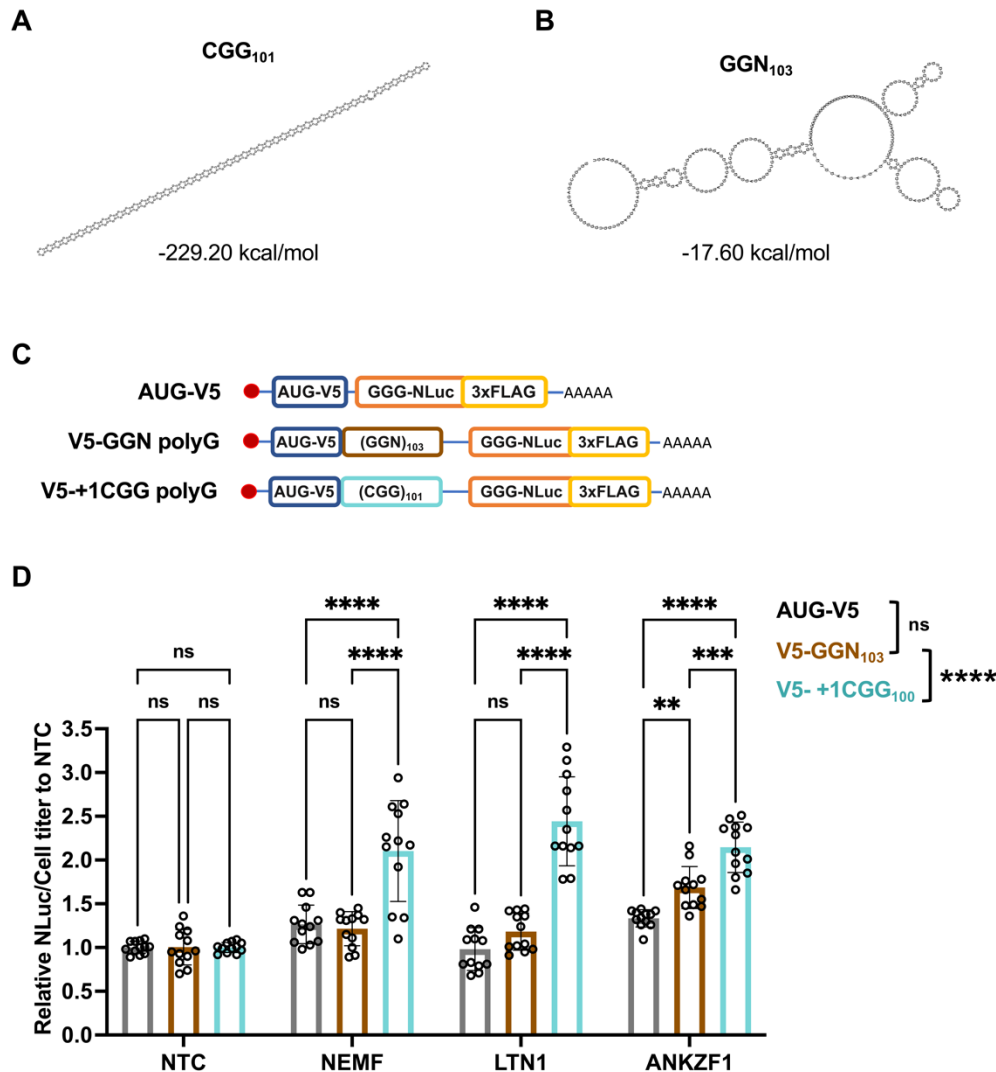 A
CGG101
-229.20 kcal/mol
B
GGN103
-17.60 kcal/mol
C
AUG-V5
AUG-V5 GGG-NLuc 3xFLAG AAAAA
V5-GGN polyG
AUG-V5 (GGN)103 GGG-NLuc 3xFLAG AAAAA
V5-+1CGG polyG
AUG-V5 (CGG)101 GGG-NLuc 3xFLAG AAAAA
D
**** **** ****
ns **** **** ***
ns ns ns ns **
AUG-V5
V5-GGN103
V5- +1CGG100
ns
****
Relative NLuc/Cell titer to NTC
3.5
3.0
2.5
2.0
1.5
1.0
0.5
0.0
NTC NEMF LTN1 ANKZF1